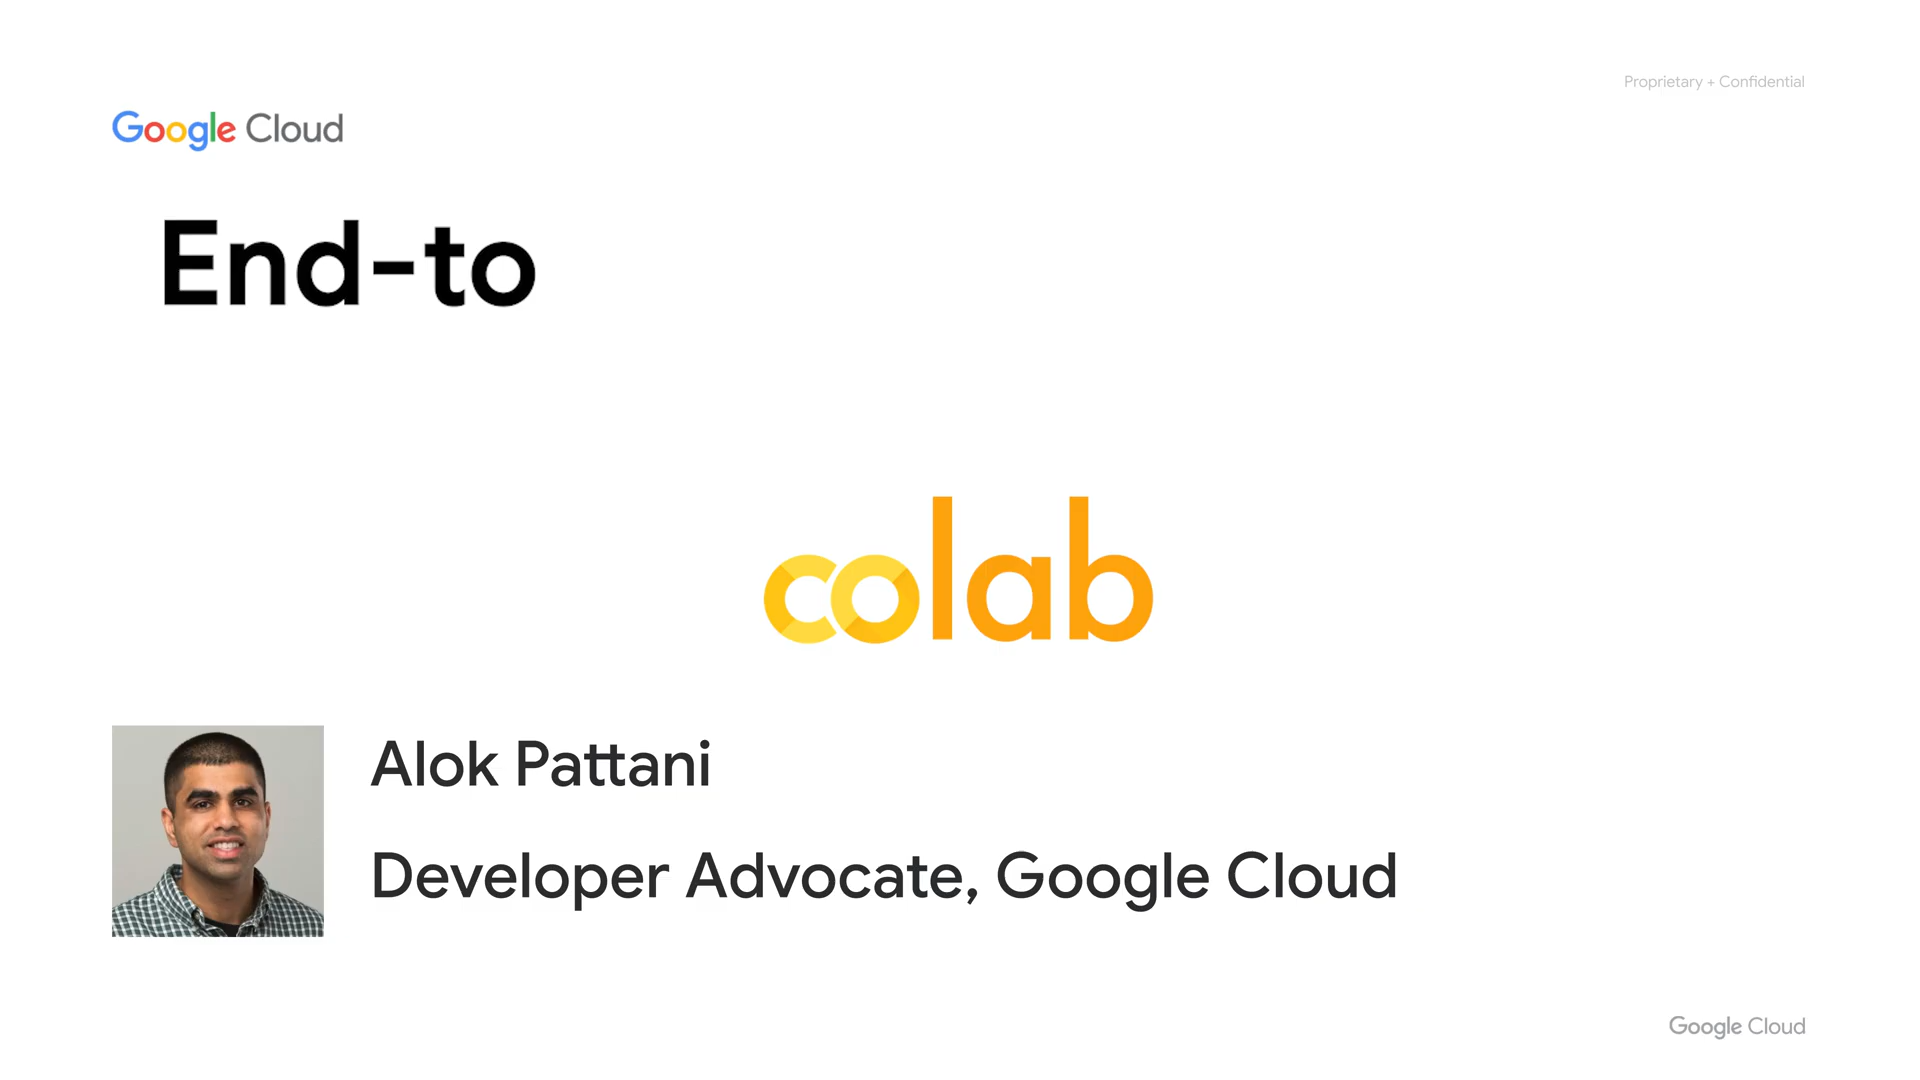 Proprietary + Confidential
Google Cloud
End-to
colab
Alok Pattani
Developer Advocate, Google Cloud
Google Cloud